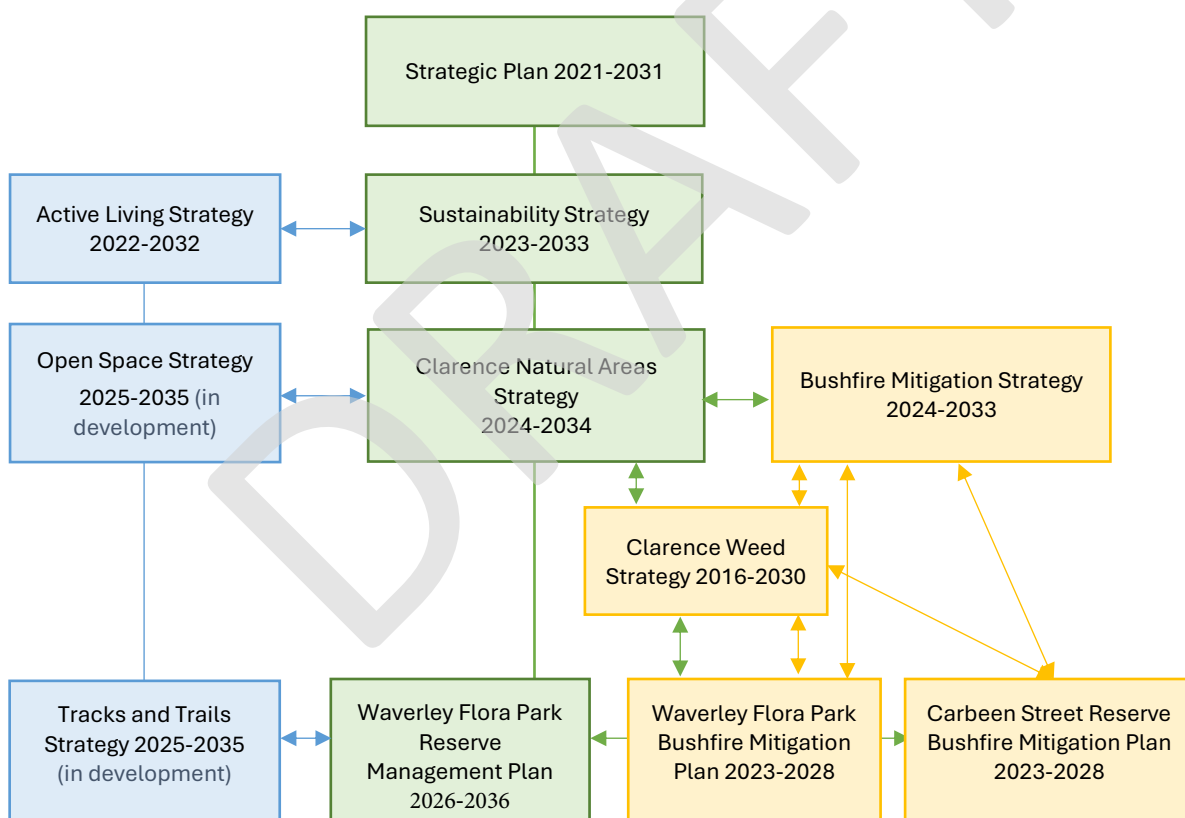 DRAFT
Strategic Plan 2021-2031
Active Living Strategy
2022-2032
Sustainability Strategy
2023-2033
Open Space Strategy
2025-2035 (in
development)
Clarence Natural Areas
Strategy
2024-2034
Bushfire Mitigation Strategy
2024-2033
Clarence Weed
Strategy 2016-2030
Tracks and Trails
Strategy 2025-2035
(in development)
Waverley Flora Park
Reserve
Management Plan
2026-2036
Waverley Flora Park
Bushfire Mitigation
Plan 2023-2028
Carbeen Street Reserve
Bushfire Mitigation Plan
2023-2028